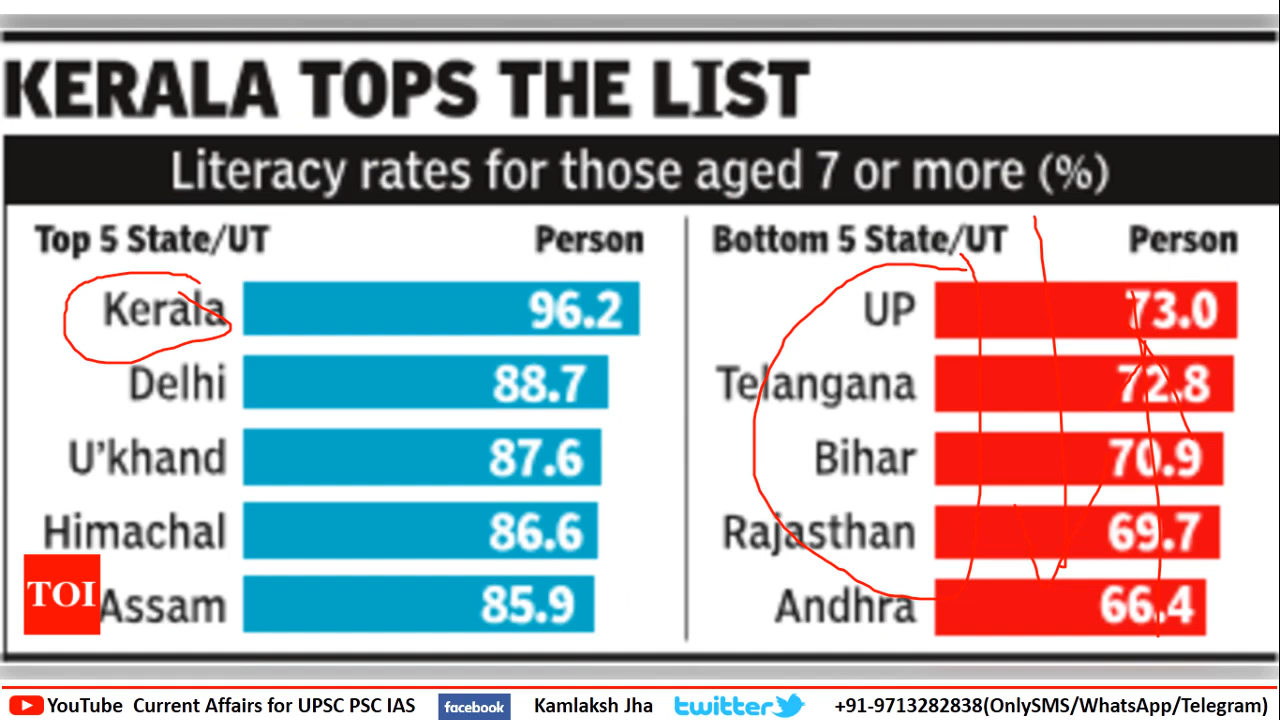 KERALA TOPS THE LIST
Literacy rates for those aged 7 or more (%)
Top 5 State/UT Person
Kerala 96.2
Delhi 88.7
U'khand 87.6
Himachal 86.6
Assam 85.9
TOI
Bottom 5 State/UT Person
UP 73.0
Telangana 72.8
Bihar 70.9
Rajasthan 69.7
Andhra 66.4
YouTube Current Affairs for UPSC PSC IAS facebook Kamlaksh Jha twitter +91-9713282838(OnlySMS/WhatsApp/Telegram)